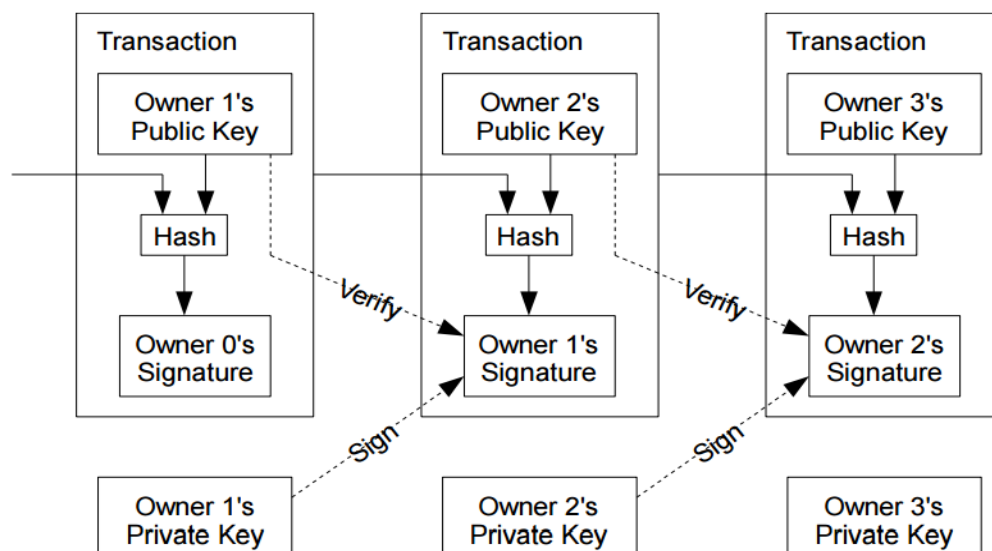 Transaction
Owner 1's
Public Key
Hash
Verify
Owner 0's
Signature
Sign
Owner 1's
Private Key
Transaction
Owner 2's
Public Key
Hash
Verify
Owner 1's
Signature
Sign
Owner 2's
Private Key
Transaction
Owner 3's
Public Key
Hash
Owner 2's
Signature
Owner 3's
Private Key